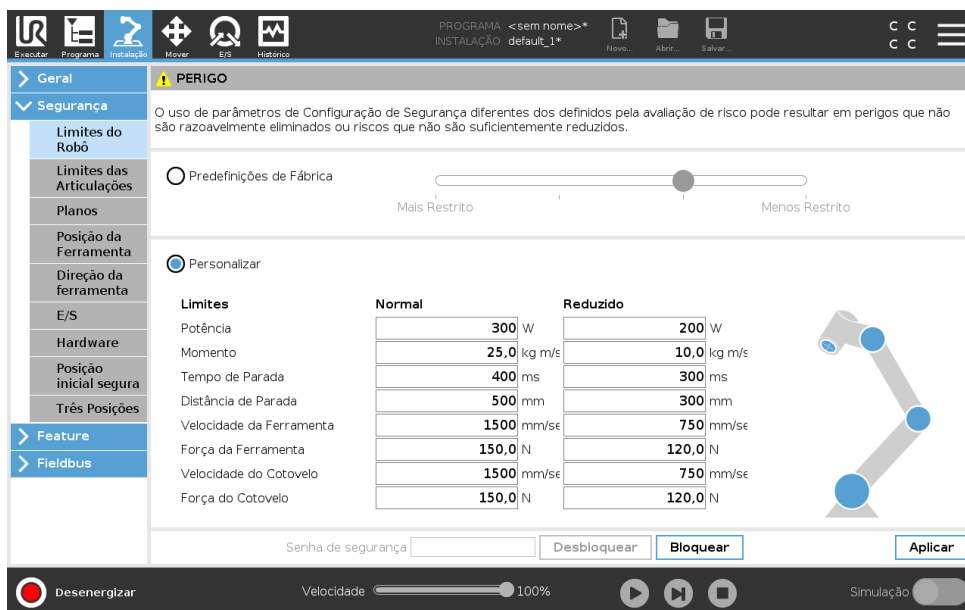 UR
Executar
Programa
Instalação
Mover
E/S
Histórico
PROGRAMA <sem nome>*
INSTALAÇÃO default_1*
Novo...
Abrir...
Salvar...
C C
C C
Geral
Segurança
Limites do
Robô
Limites das
Articulações
Planos
Posição da
Ferramenta
Direção da
ferramenta
E/S
Hardware
Posição
inicial segura
Três Posições
Feature
Fieldbus
PERIGO
O uso de parâmetros de Configuração de Segurança diferentes dos definidos pela avaliação de risco pode resultar em perigos que não
são razoavelmente eliminados ou riscos que não são suficientemente reduzidos.
Predefinições de Fábrica
Mais Restrito Menos Restrito
Personalizar
Limites Normal Reduzido
Potência 300 W 200 W
Momento 25,0 kg m/s 10,0 kg m/s
Tempo de Parada 400 ms 300 ms
Distância de Parada 500 mm 300 mm
Velocidade da Ferramenta 1500 mm/se 750 mm/se
Força da Ferramenta 150,0 N 120,0 N
Velocidade do Cotovelo 1500 mm/se 750 mm/se
Força do Cotovelo 150,0 N 120,0 N
Senha de segurança Desbloquear Bloquear Aplicar
Desenergizar Velocidade 100% Simulação